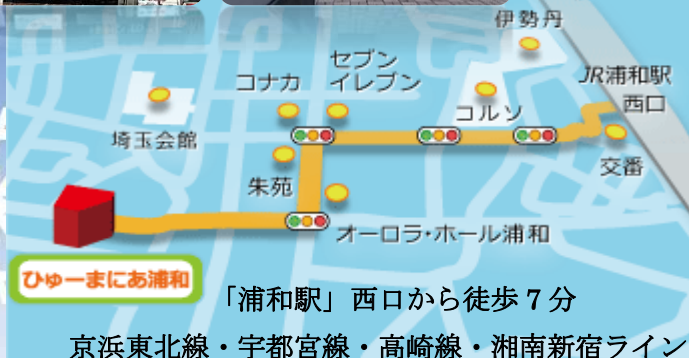 伊勢丹
セブン
イレブン
コナカ
JR浦和駅
西口
コルソ
埼玉会館
交番
朱苑
オーロラ・ホール浦和
ひゅーまにあ浦和
「浦和駅」西口から徒歩７分
京浜東北線・宇都宮線・高崎線・湘南新宿ライン